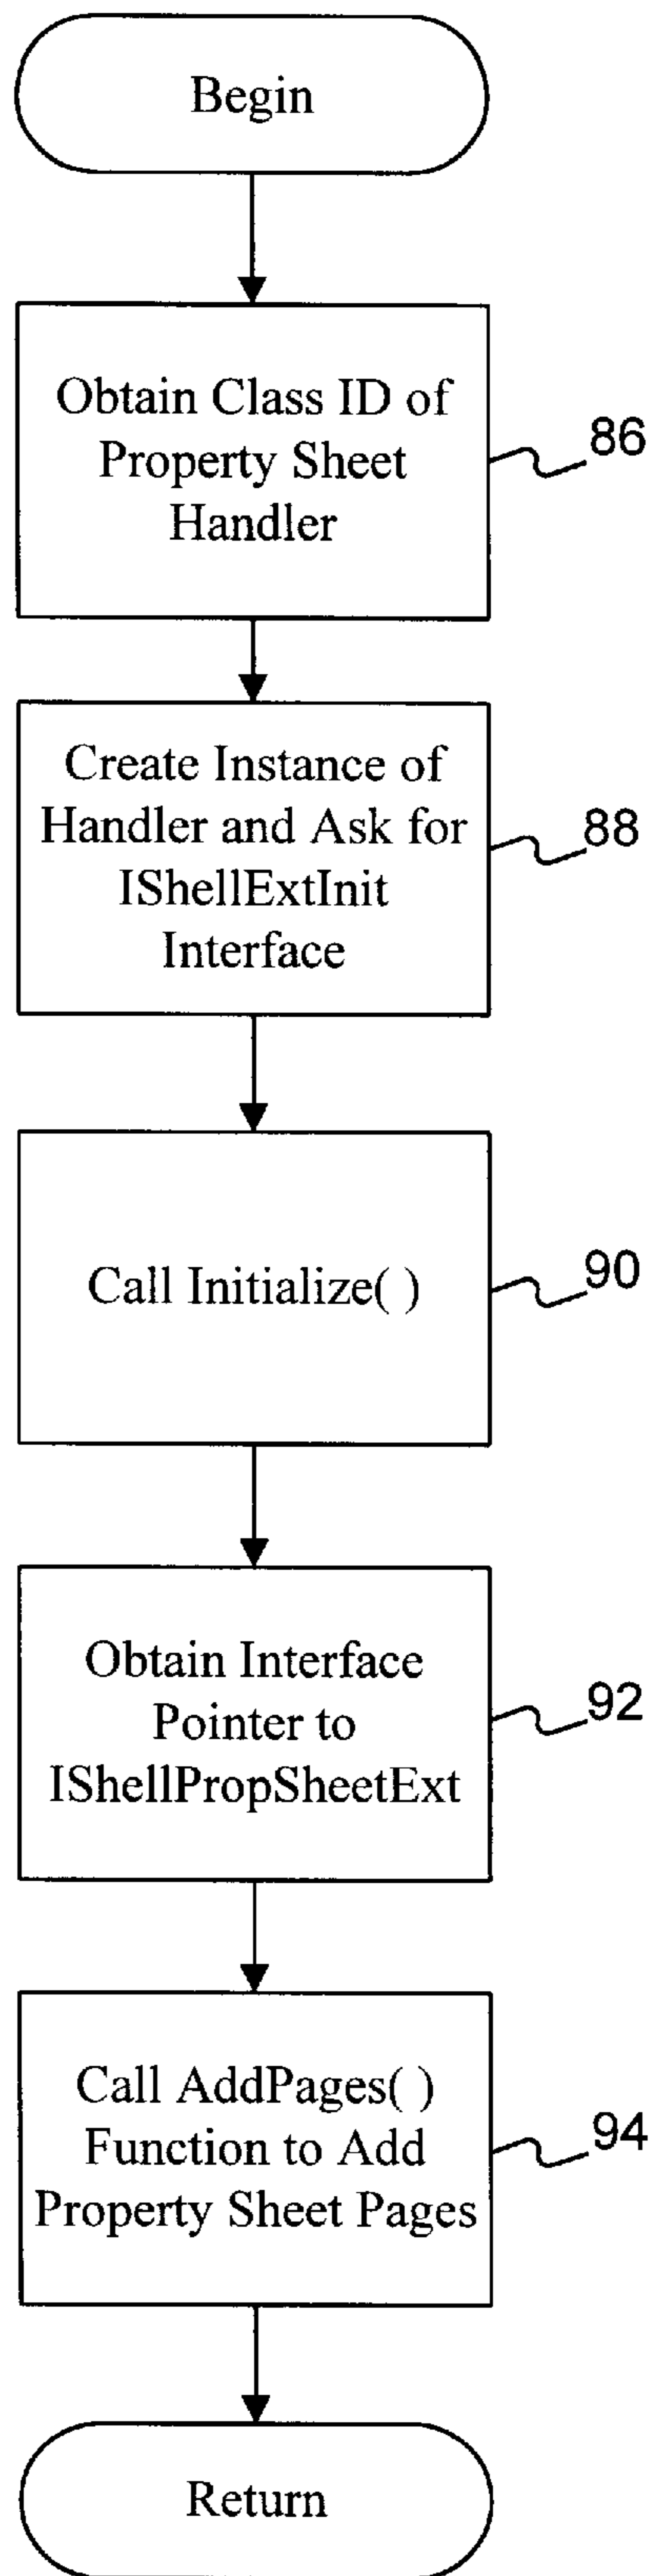 Begin
Obtain Class ID of
Property Sheet
Handler
86
Create Instance of
Handler and Ask for
IShellExtInit
Interface
88
Call Initialize( )
90
Obtain Interface
Pointer to
IShellPropSheetExt
92
Call AddPages( )
Function to Add
Property Sheet Pages
94
Return